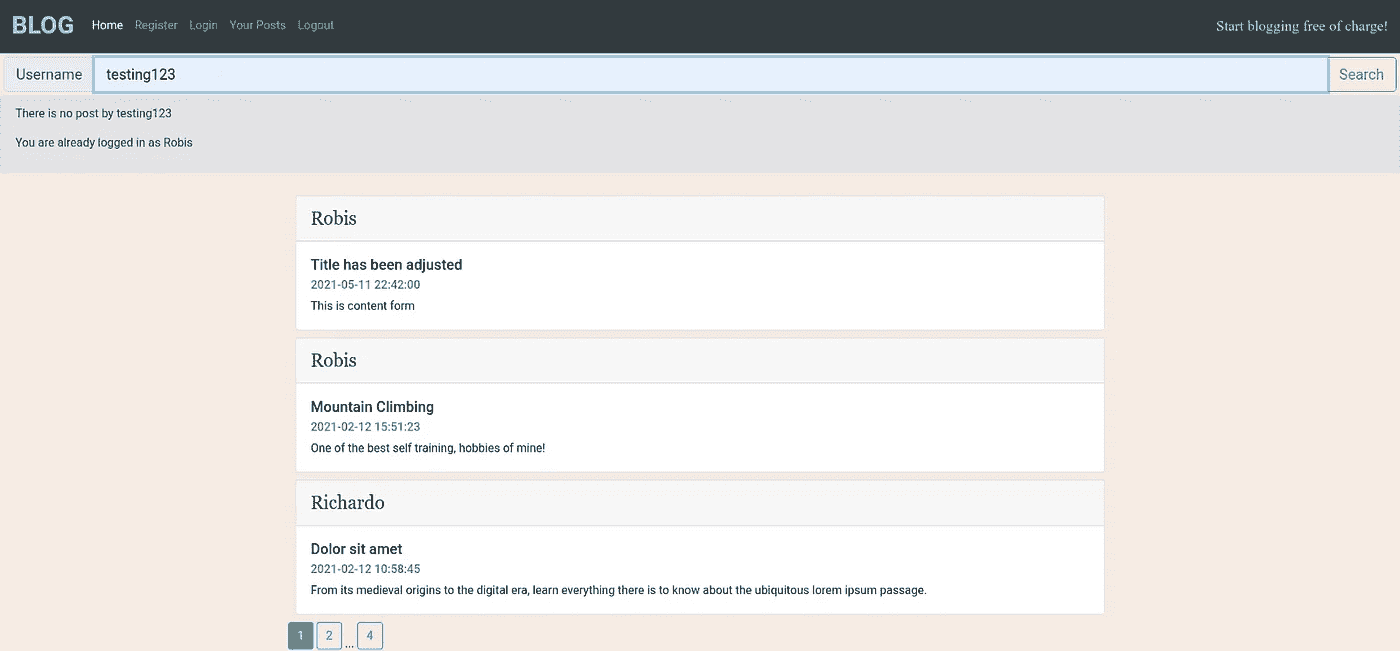 BLOG Home Register Login Your Posts Logout Start blogging free of charge!
Username testing123 Search
There is no post by testing123
You are already logged in as Robis
Robis
Title has been adjusted
2021-05-11 22:42:00
This is content form
Robis
Mountain Climbing
2021-02-12 15:51:23
One of the best self training, hobbies of mine!
Richardo
Dolor sit amet
2021-02-12 10:58:45
From its medieval origins to the digital era, learn everything there is to know about the ubiquitous lorem ipsum passage.
1 2 ... 4